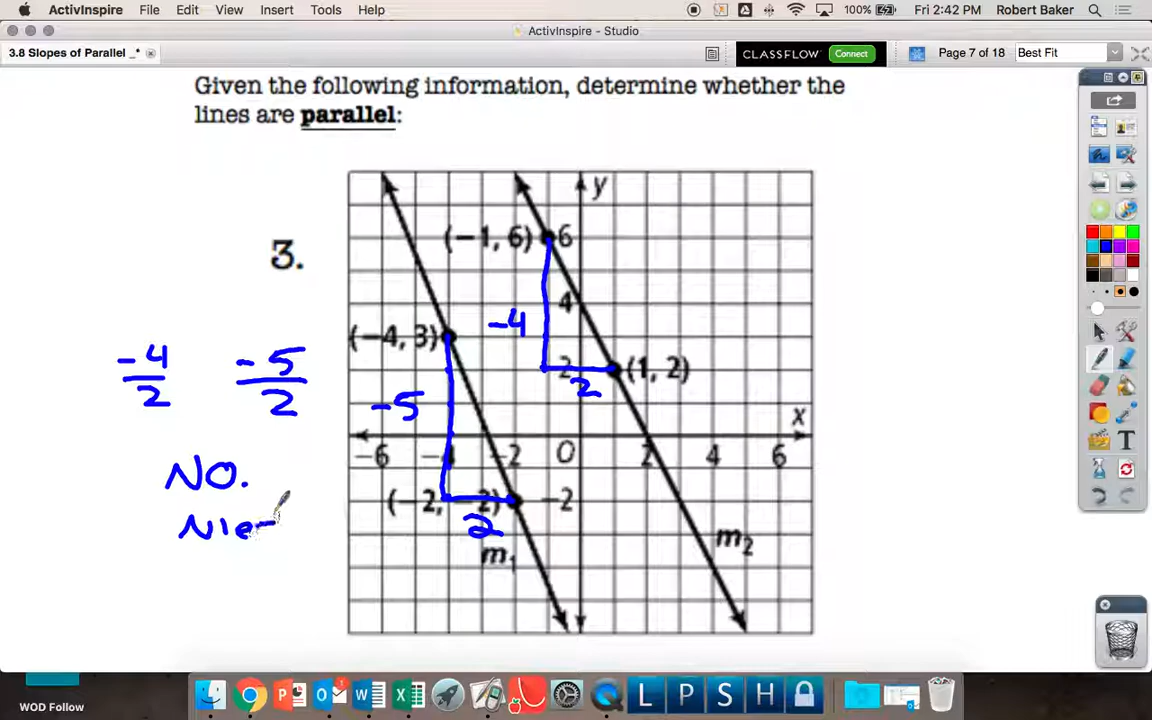 ActivInspire File Edit View Insert Tools Help 100% Fri 2:42 PM Robert Baker
ActivInspire - Studio
3.8 Slopes of Parallel _* CLASSFLOW Connect Page 7 of 18 Best Fit
Given the following information, determine whether the
lines are parallel:
3.
y
(−1, 6) 6
4
-4
(−4, 3)
2 (1, 2)
2
-4/2 -5/2
-5
x
−6 −4 −2 O 2 4 6
NO.
(−2, −2) −2
2
m₁
m₂
T
L P S H
WOD Follow